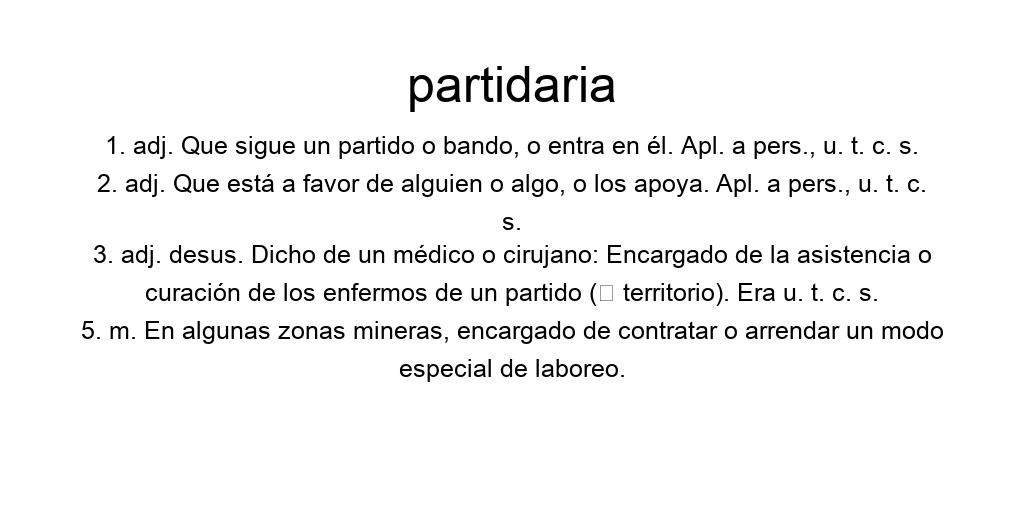 partidaria
1. adj. Que sigue un partido o bando, o entra en él. Apl. a pers., u. t. c. s.
2. adj. Que está a favor de alguien o algo, o los apoya. Apl. a pers., u. t. c.
s.
3. adj. desus. Dicho de un médico o cirujano: Encargado de la asistencia o
curación de los enfermos de un partido (▯ territorio). Era u. t. c. s.
5. m. En algunas zonas mineras, encargado de contratar o arrendar un modo
especial de laboreo.